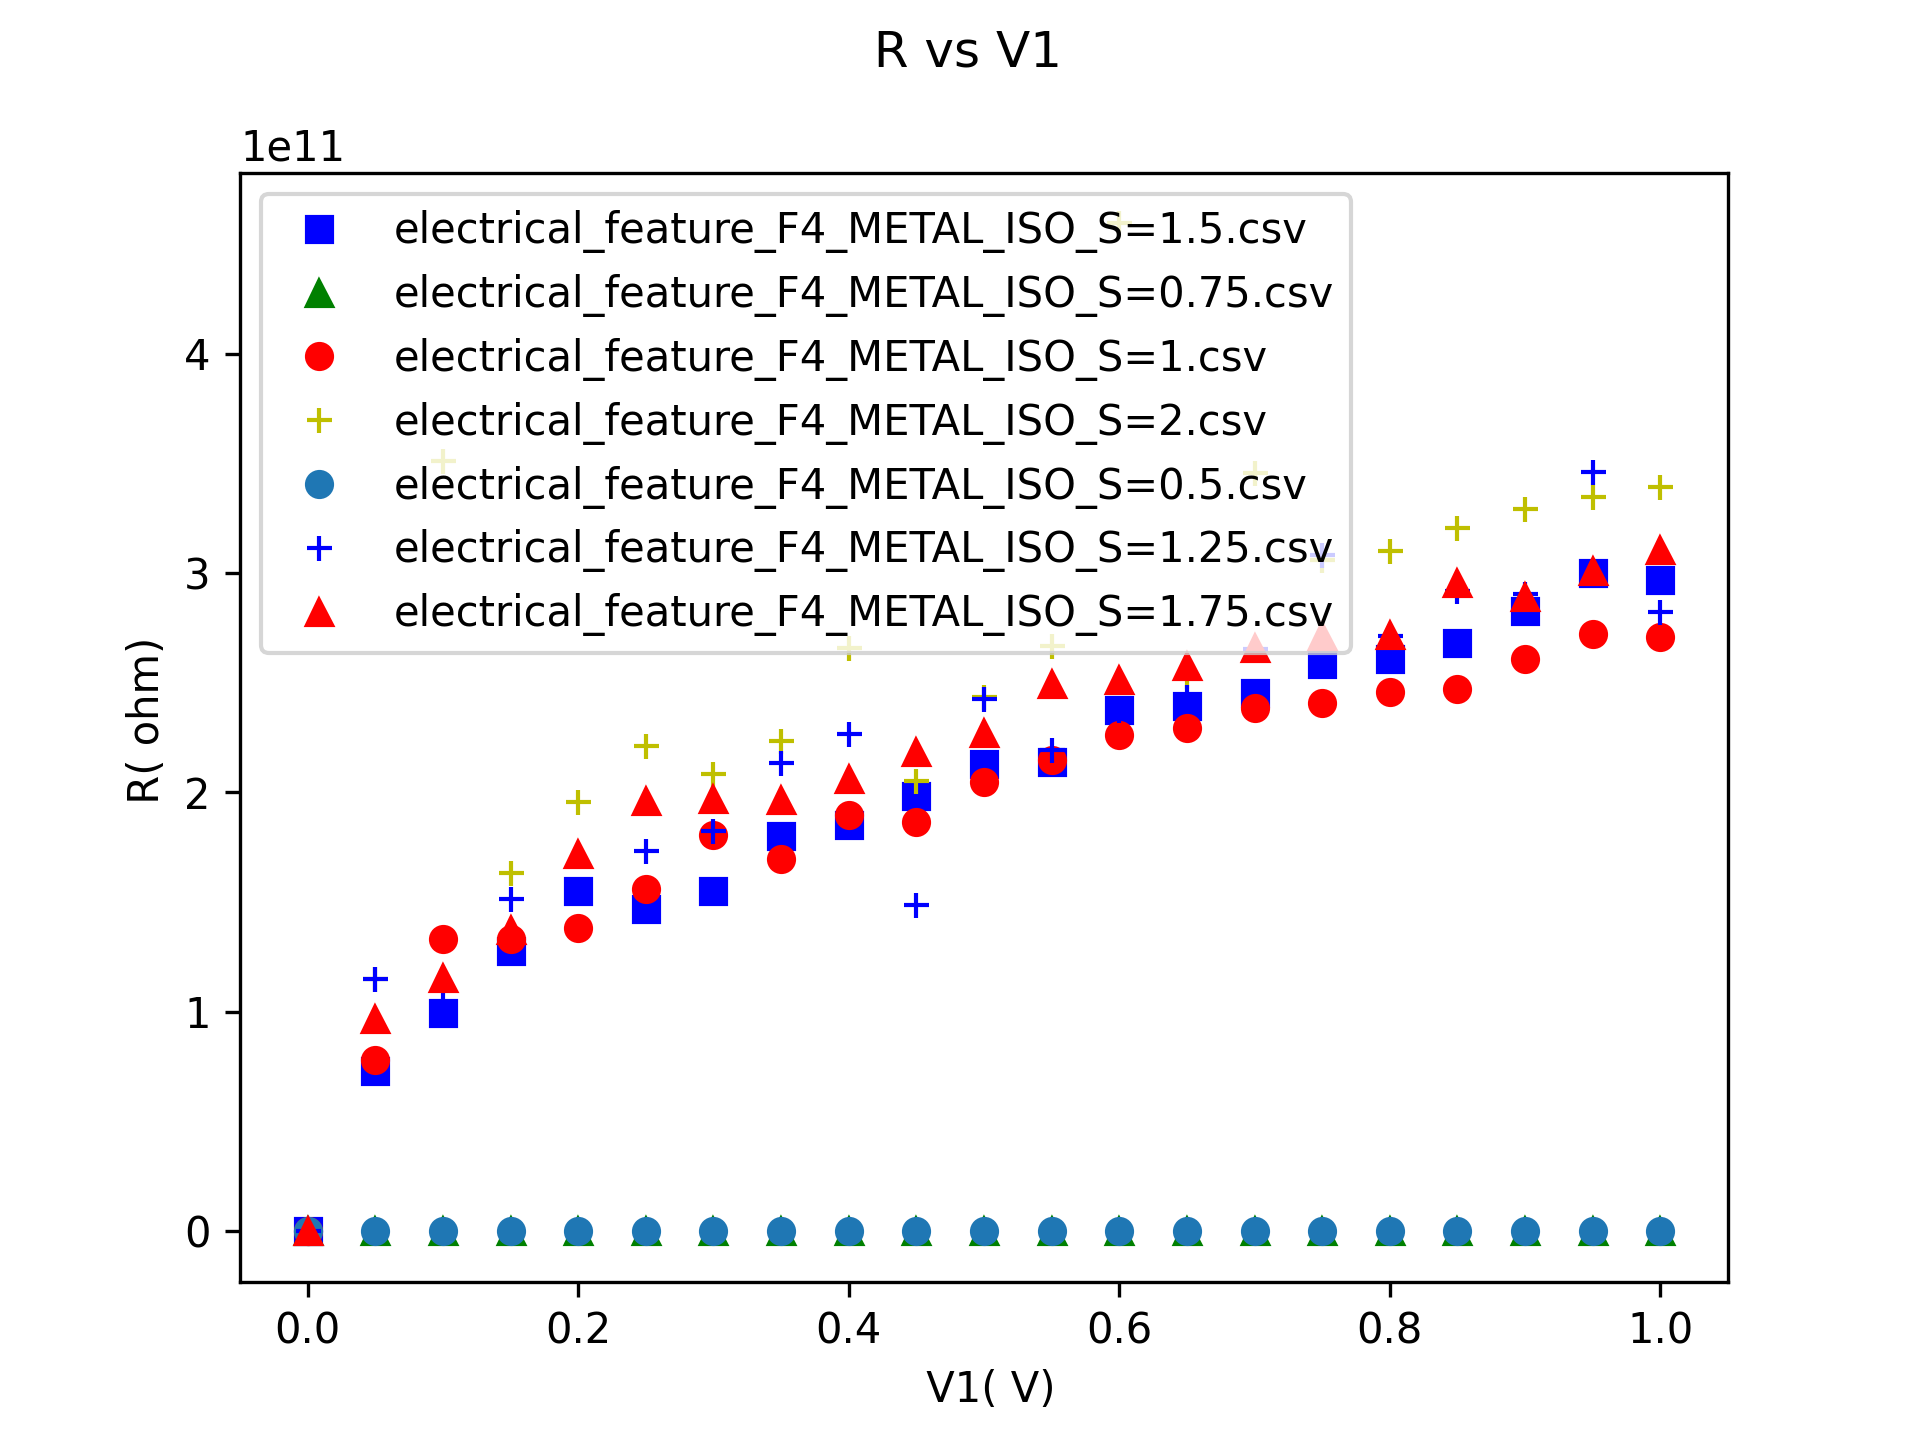 R vs V1
1e11
electrical_feature_F4_METAL_ISO_S=1.5.csv
electrical_feature_F4_METAL_ISO_S=0.75.csv
electrical_feature_F4_METAL_ISO_S=1.csv
electrical_feature_F4_METAL_ISO_S=2.csv
electrical_feature_F4_METAL_ISO_S=0.5.csv
electrical_feature_F4_METAL_ISO_S=1.25.csv
electrical_feature_F4_METAL_ISO_S=1.75.csv
4
3
2
1
0
R( ohm)
0.0 0.2 0.4 0.6 0.8 1.0
V1( V)